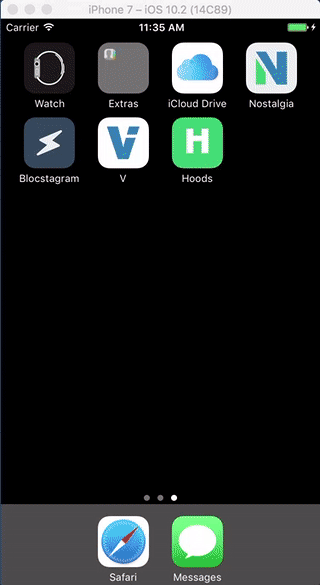 iPhone 7 – iOS 10.2 (14C89)
Carrier 11:35 AM
Watch Extras iCloud Drive Nostalgia
N
Blocstagram V Hoods
V H
Safari Messages